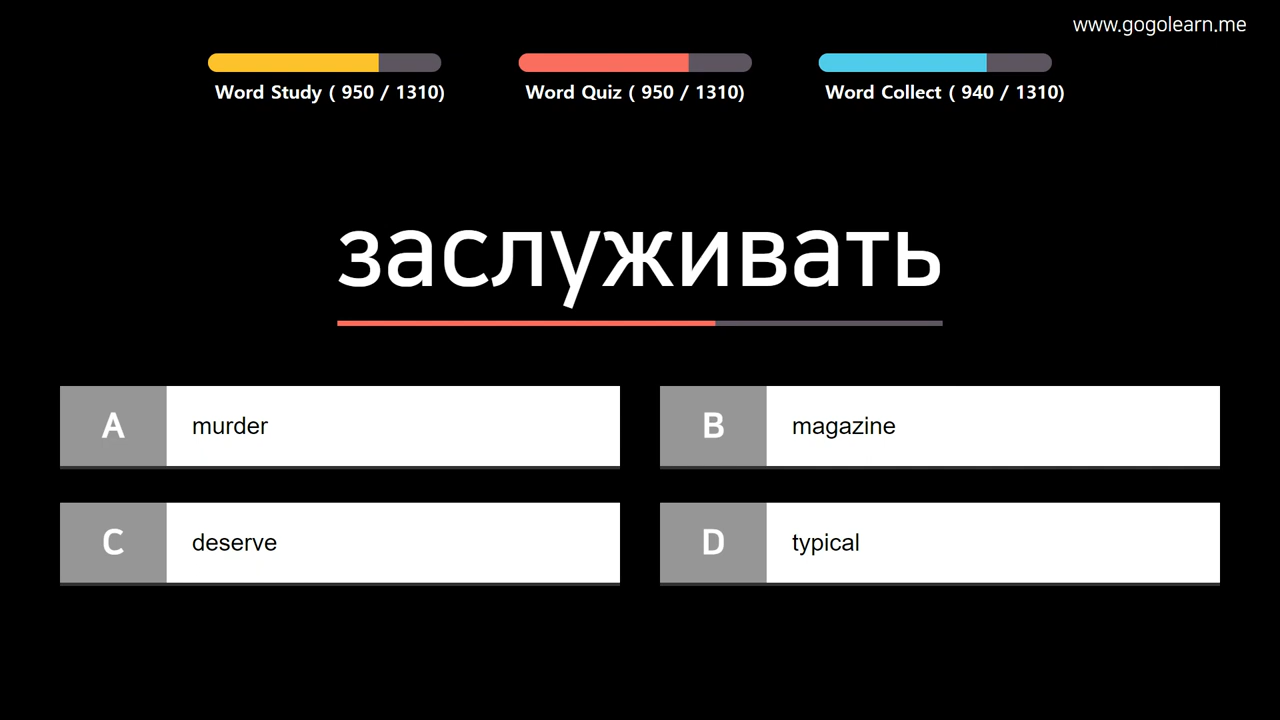 www.gogolearn.me
Word Study ( 950 / 1310)
Word Quiz ( 950 / 1310)
Word Collect ( 940 / 1310)
заслуживать
A murder
B magazine
C deserve
D typical